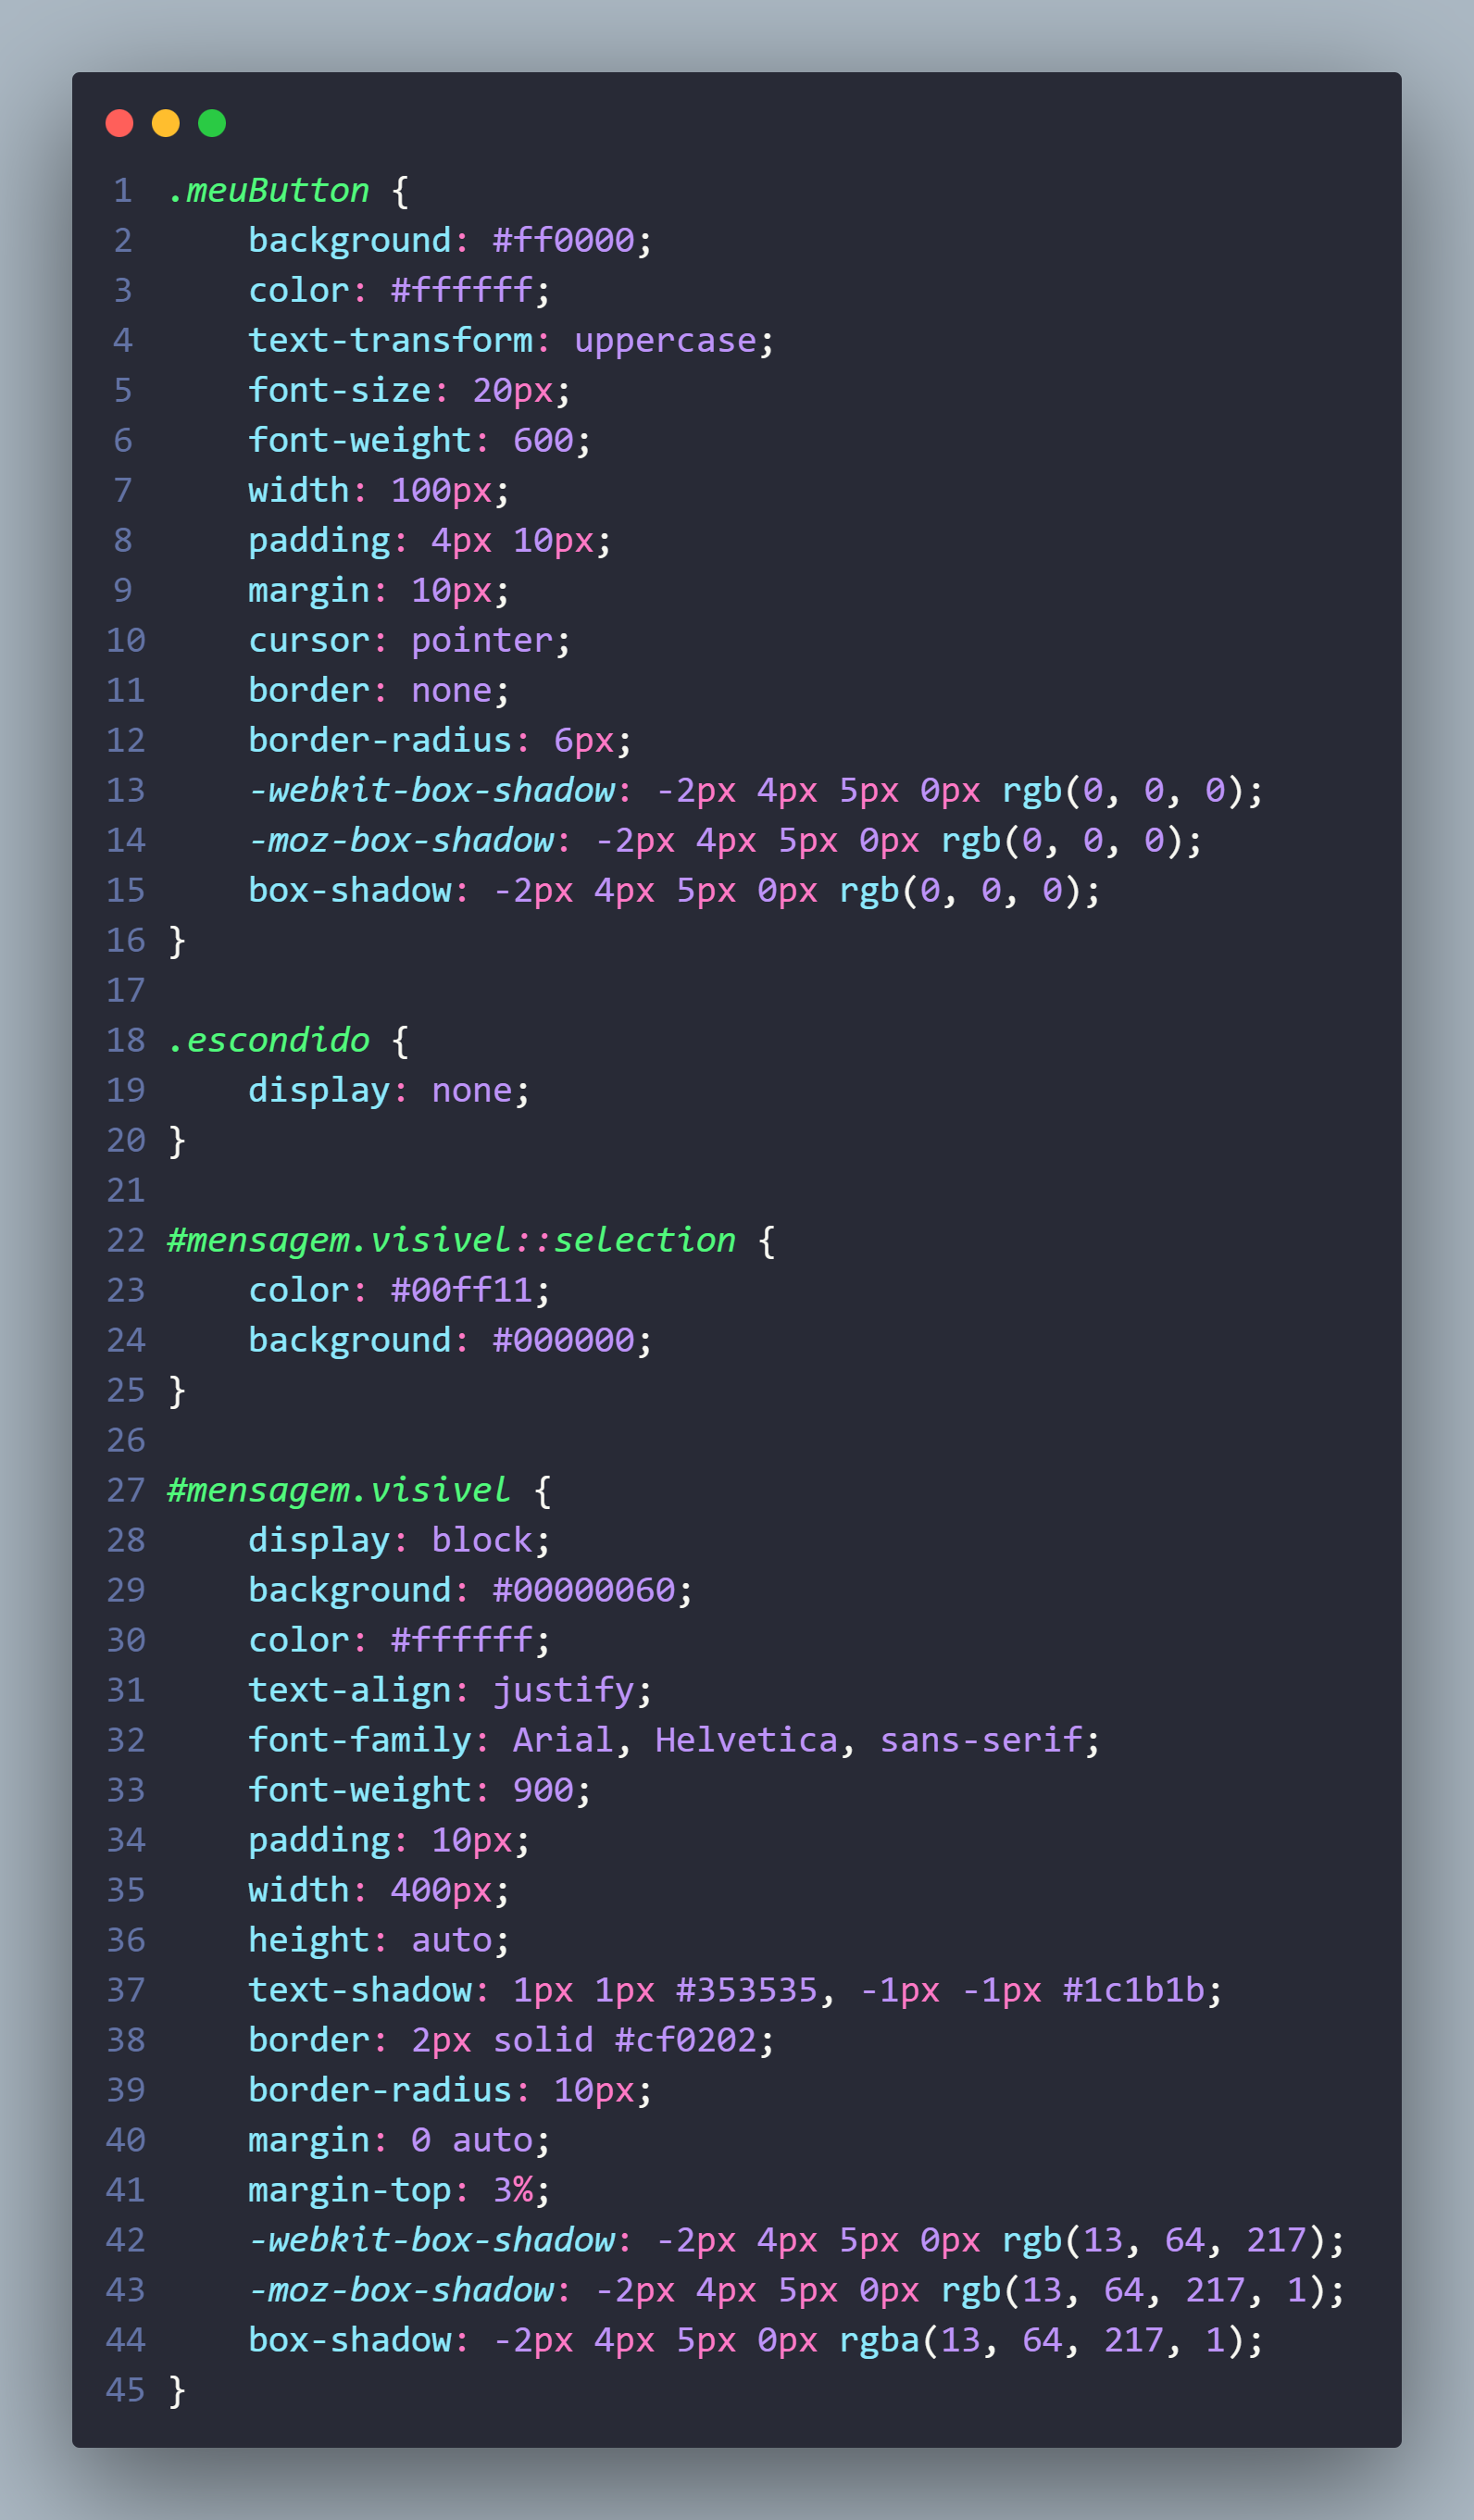 1 .meuButton {
2     background: #ff0000;
3     color: #ffffff;
4     text-transform: uppercase;
5     font-size: 20px;
6     font-weight: 600;
7     width: 100px;
8     padding: 4px 10px;
9     margin: 10px;
10     cursor: pointer;
11     border: none;
12     border-radius: 6px;
13     -webkit-box-shadow: -2px 4px 5px 0px rgb(0, 0, 0);
14     -moz-box-shadow: -2px 4px 5px 0px rgb(0, 0, 0);
15     box-shadow: -2px 4px 5px 0px rgb(0, 0, 0);
16 }
17
18 .escondido {
19     display: none;
20 }
21
22 #mensagem.visivel::selection {
23     color: #00ff11;
24     background: #000000;
25 }
26
27 #mensagem.visivel {
28     display: block;
29     background: #00000060;
30     color: #ffffff;
31     text-align: justify;
32     font-family: Arial, Helvetica, sans-serif;
33     font-weight: 900;
34     padding: 10px;
35     width: 400px;
36     height: auto;
37     text-shadow: 1px 1px #353535, -1px -1px #1c1b1b;
38     border: 2px solid #cf0202;
39     border-radius: 10px;
40     margin: 0 auto;
41     margin-top: 3%;
42     -webkit-box-shadow: -2px 4px 5px 0px rgb(13, 64, 217);
43     -moz-box-shadow: -2px 4px 5px 0px rgb(13, 64, 217, 1);
44     box-shadow: -2px 4px 5px 0px rgba(13, 64, 217, 1);
45 }